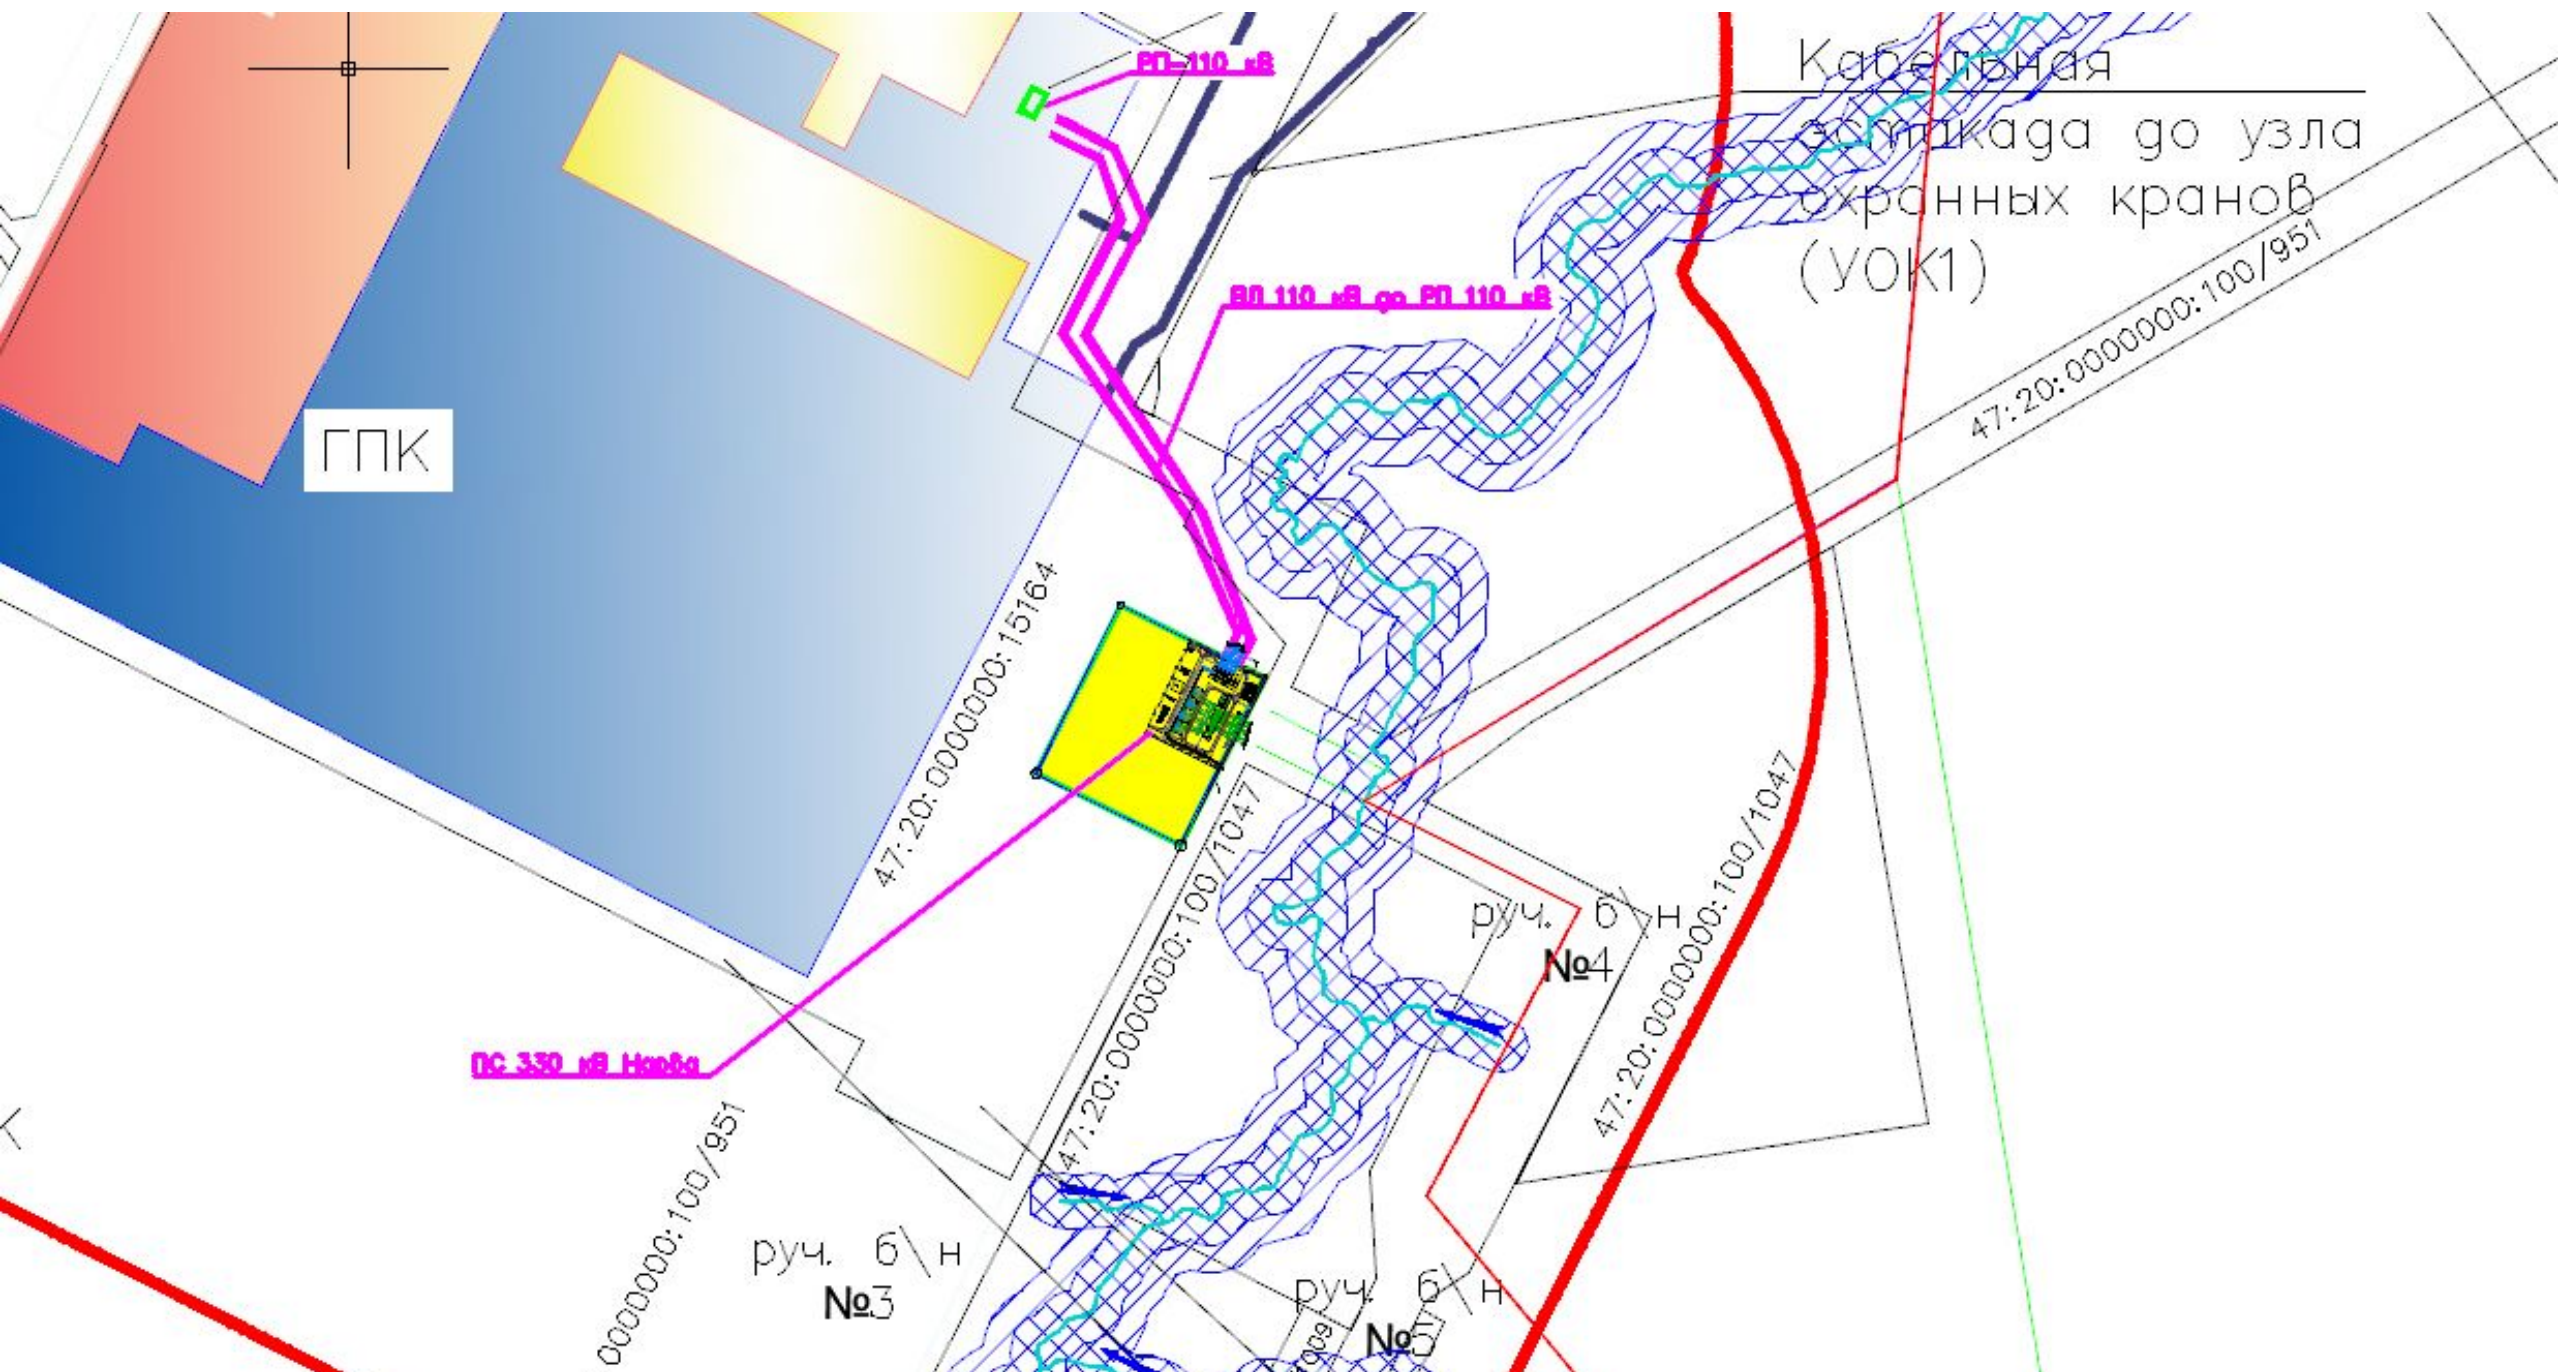 РП-110 кВ
Кабельная
эстакада до узла
охранных кранов
(УОК1)
ВЛ 110 кВ до РП 110 кВ
47:20:0000000:100/951
ГПК
47:20:0000000:15164
47:20:0000000:100/1047
47:20:0000000:100/1047
руч. б\н
№4
ПС 330 кВ Нарва
0000000:100/951
руч. б\н
№3
руч. б\н
№5